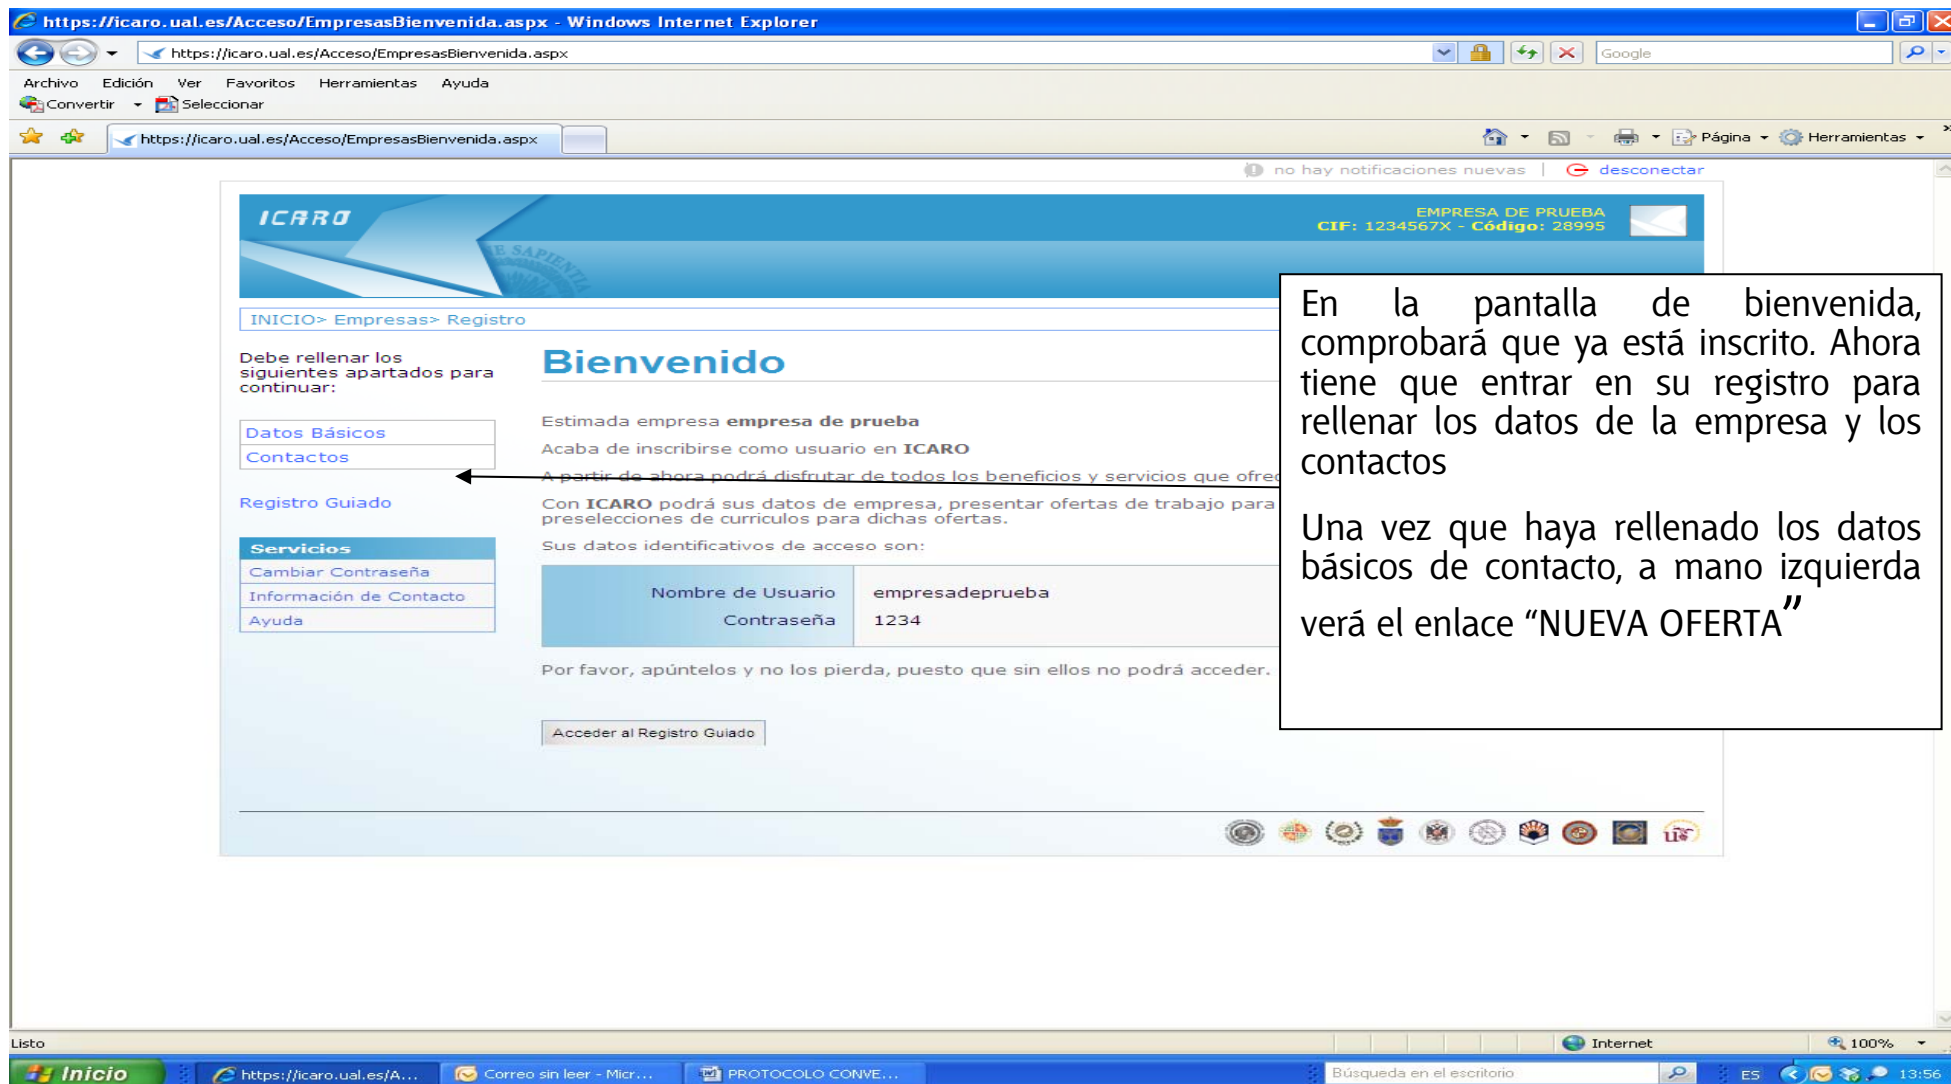 https://icaro.ual.es/Acceso/EmpresasBienvenida.aspx - Windows Internet Explorer
https://icaro.ual.es/Acceso/EmpresasBienvenida.aspx
Google
Archivo Edición Ver Favoritos Herramientas Ayuda
Convertir Seleccionar
https://icaro.ual.es/Acceso/EmpresasBienvenida.aspx
Página Herramientas
no hay notificaciones nuevas | desconectar
ICARO
EMPRESA DE PRUEBA
CIF: 1234567X - Código: 28995
INICIO> Empresas> Registro
Debe rellenar los
siguientes apartados para
continuar:
Datos Básicos
Contactos
Registro Guiado
Servicios
Cambiar Contraseña
Información de Contacto
Ayuda
Bienvenido
Estimada empresa empresa de prueba
Acaba de inscribirse como usuario en ICARO
A partir de ahora podrá disfrutar de todos los beneficios y servicios que ofrec
Con ICARO podrá sus datos de empresa, presentar ofertas de trabajo para
preselecciones de curriculos para dichas ofertas.
Sus datos identificativos de acceso son:
Nombre de Usuario empresadeprueba
Contraseña 1234
Por favor, apúntelos y no los pierda, puesto que sin ellos no podrá acceder.
Acceder al Registro Guiado
En la pantalla de bienvenida,
comprobará que ya está inscrito. Ahora
tiene que entrar en su registro para
rellenar los datos de la empresa y los
contactos
Una vez que haya rellenado los datos
básicos de contacto, a mano izquierda
verá el enlace “NUEVA OFERTA”
Listo
Internet
100%
Inicio
https://icaro.ual.es/A...
Correo sin leer - Micr...
PROTOCOLO CONVE...
Búsqueda en el escritorio
ES
13:56